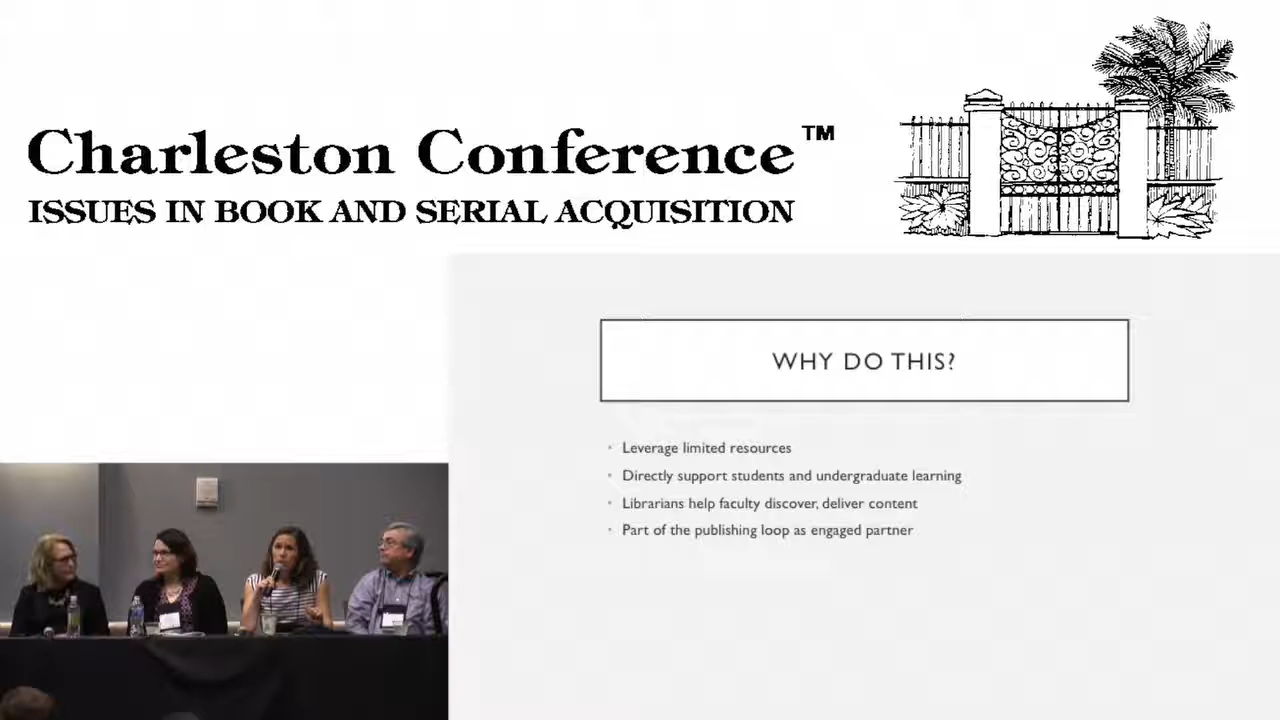 Charleston Conference™
ISSUES IN BOOK AND SERIAL ACQUISITION
WHY DO THIS?
• Leverage limited resources
• Directly support students and undergraduate learning
• Librarians help faculty discover, deliver content
• Part of the publishing loop as engaged partner